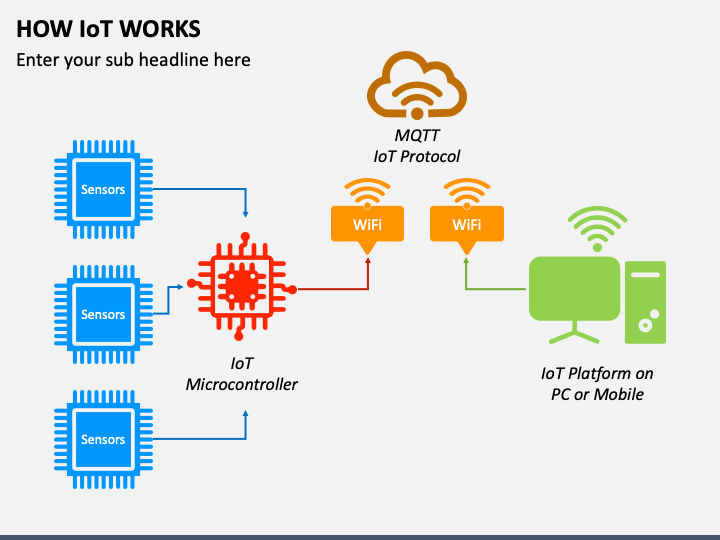 HOW IoT WORKS
Enter your sub headline here
MQTT
IoT Protocol
Sensors
WiFi
WiFi
Sensors
IoT
Microcontroller
IoT Platform on
PC or Mobile
Sensors